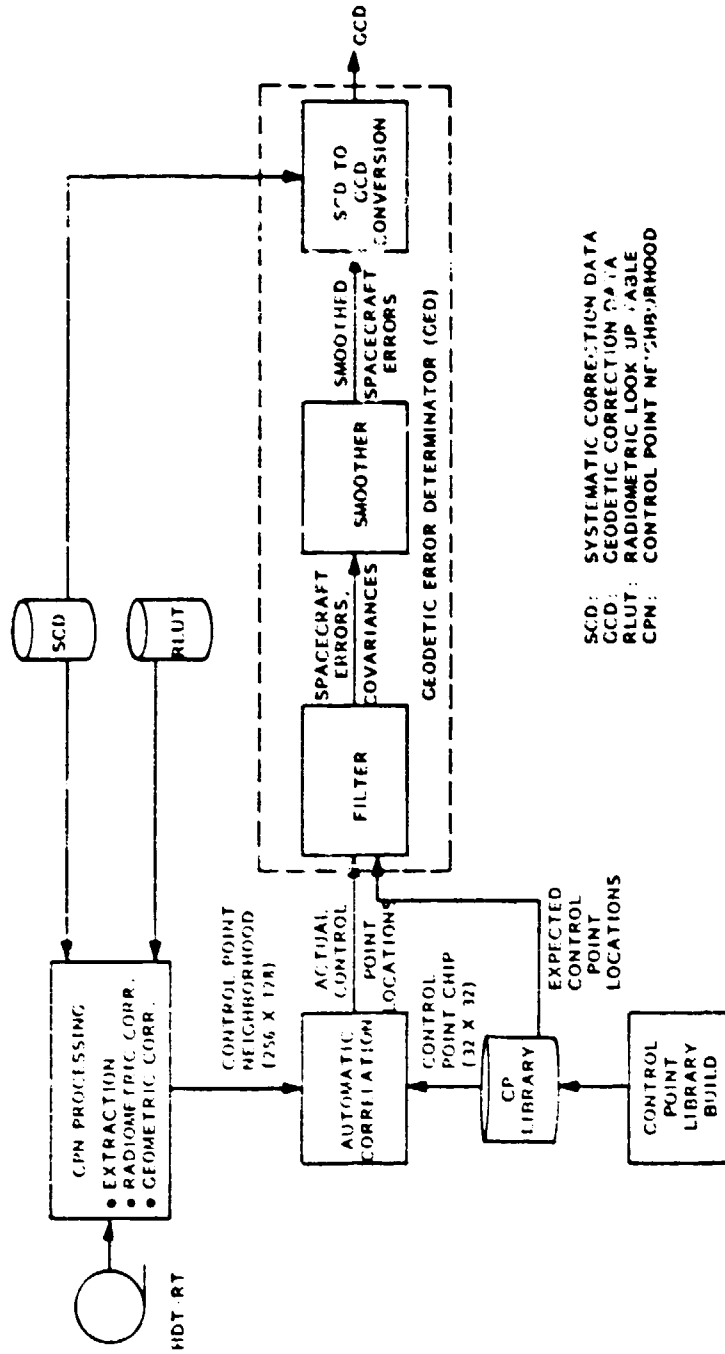 HDT-RT
CPN PROCESSING
• EXTRACTION
• RADIOMETRIC CORR.
• GEOMETRIC CORR.
SCD
RLUT
CONTROL POINT
NEIGHBORHOOD
(256 X 128)
AUTOMATIC
CORRELATION
CONTROL
POINT CHIP
(32 X 32)
CP
LIBRARY
CONTROL
POINT
LIBRARY
BUILD
ACTUAL
CONTROL
POINT
LOCATIONS
EXPECTED
CONTROL
POINT
LOCATIONS
FILTER
SPACECRAFT
ERRORS,
COVARIANCES
SMOOTHER
SMOOTHED
SPACECRAFT
ERRORS
SCD TO
GCD
CONVERSION
GCD
GEODETIC ERROR DETERMINATOR (GED)
SCD: SYSTEMATIC CORRECTION DATA
GCD: GEODETIC CORRECTION DATA
RLUT: RADIOMETRIC LOOK UP TABLE
CPN: CONTROL POINT NEIGHBORHOOD